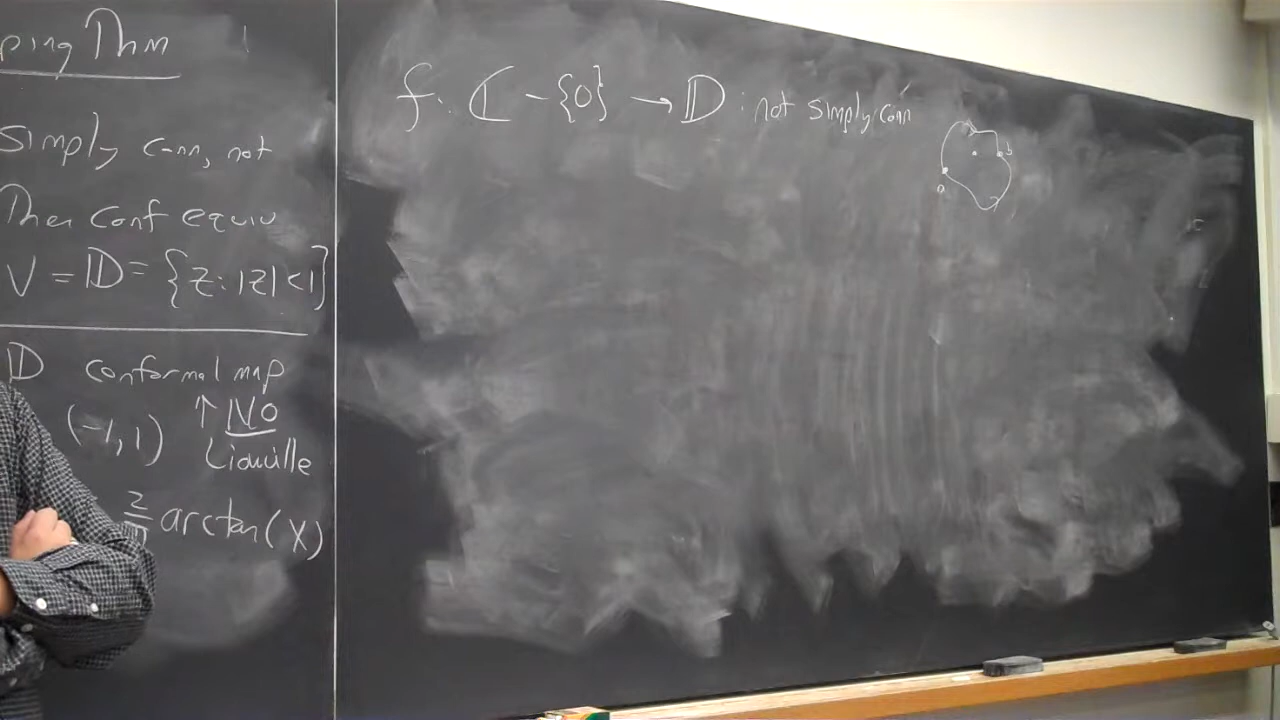 ping Thm
simply conn, not
Then conf equiv
V = 𝔻 = {z: |z|<1}
𝔻 conformal map
(-1,1) ↑ NO
Liouville
2/π arctan(x)
f: ℂ - {0} → 𝔻 : not simply conn